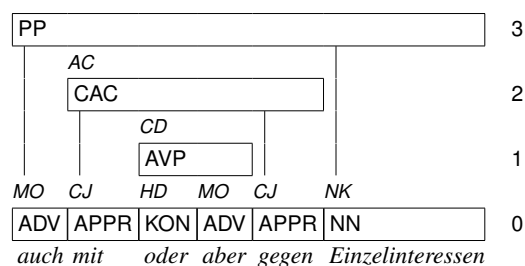 PP 3
AC
CAC 2
CD
AVP 1
MO CJ HD MO CJ NK
ADV APPR KON ADV APPR NN 0
auch mit oder aber gegen Einzelinteressen